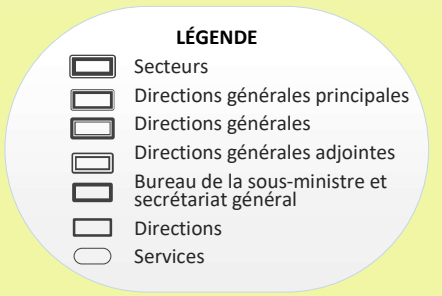 LÉGENDE
Secteurs
Directions générales principales
Directions générales
Directions générales adjointes
Bureau de la sous-ministre et
secrétariat général
Directions
Services